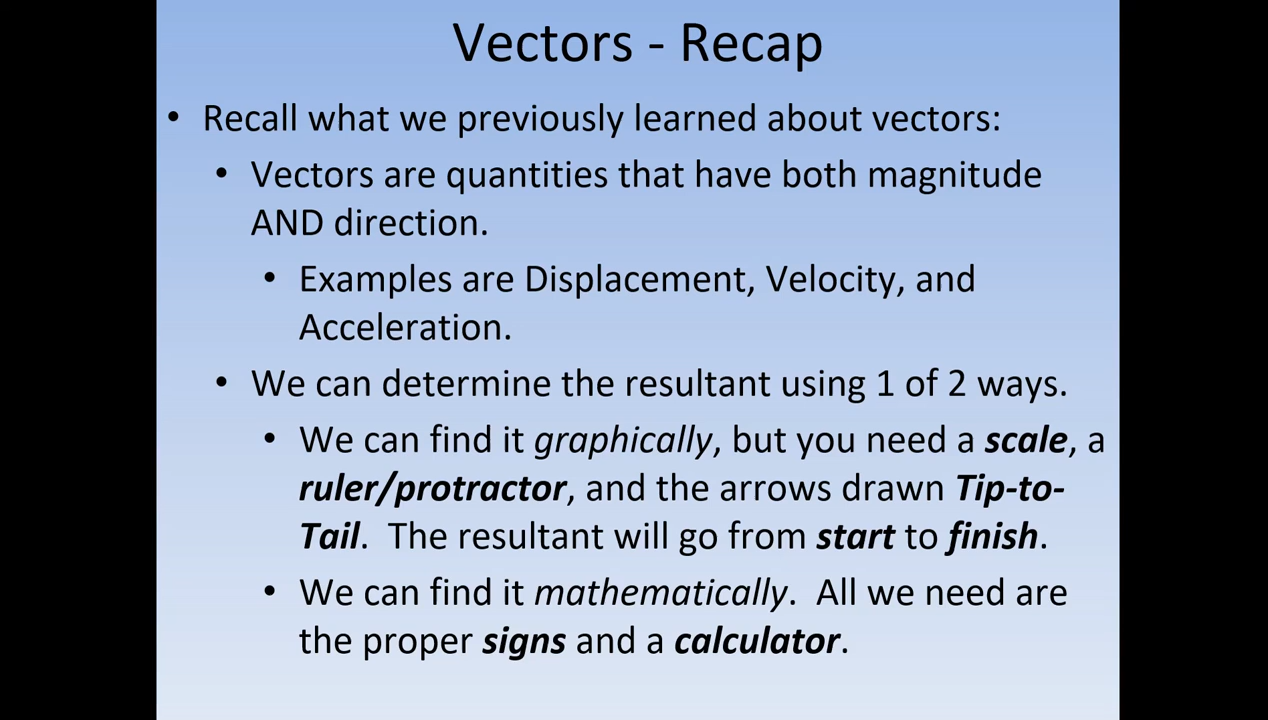 Vectors - Recap
• Recall what we previously learned about vectors:
• Vectors are quantities that have both magnitude
AND direction.
• Examples are Displacement, Velocity, and
Acceleration.
• We can determine the resultant using 1 of 2 ways.
• We can find it graphically, but you need a scale, a
ruler/protractor, and the arrows drawn Tip-to-
Tail.  The resultant will go from start to finish.
• We can find it mathematically.  All we need are
the proper signs and a calculator.